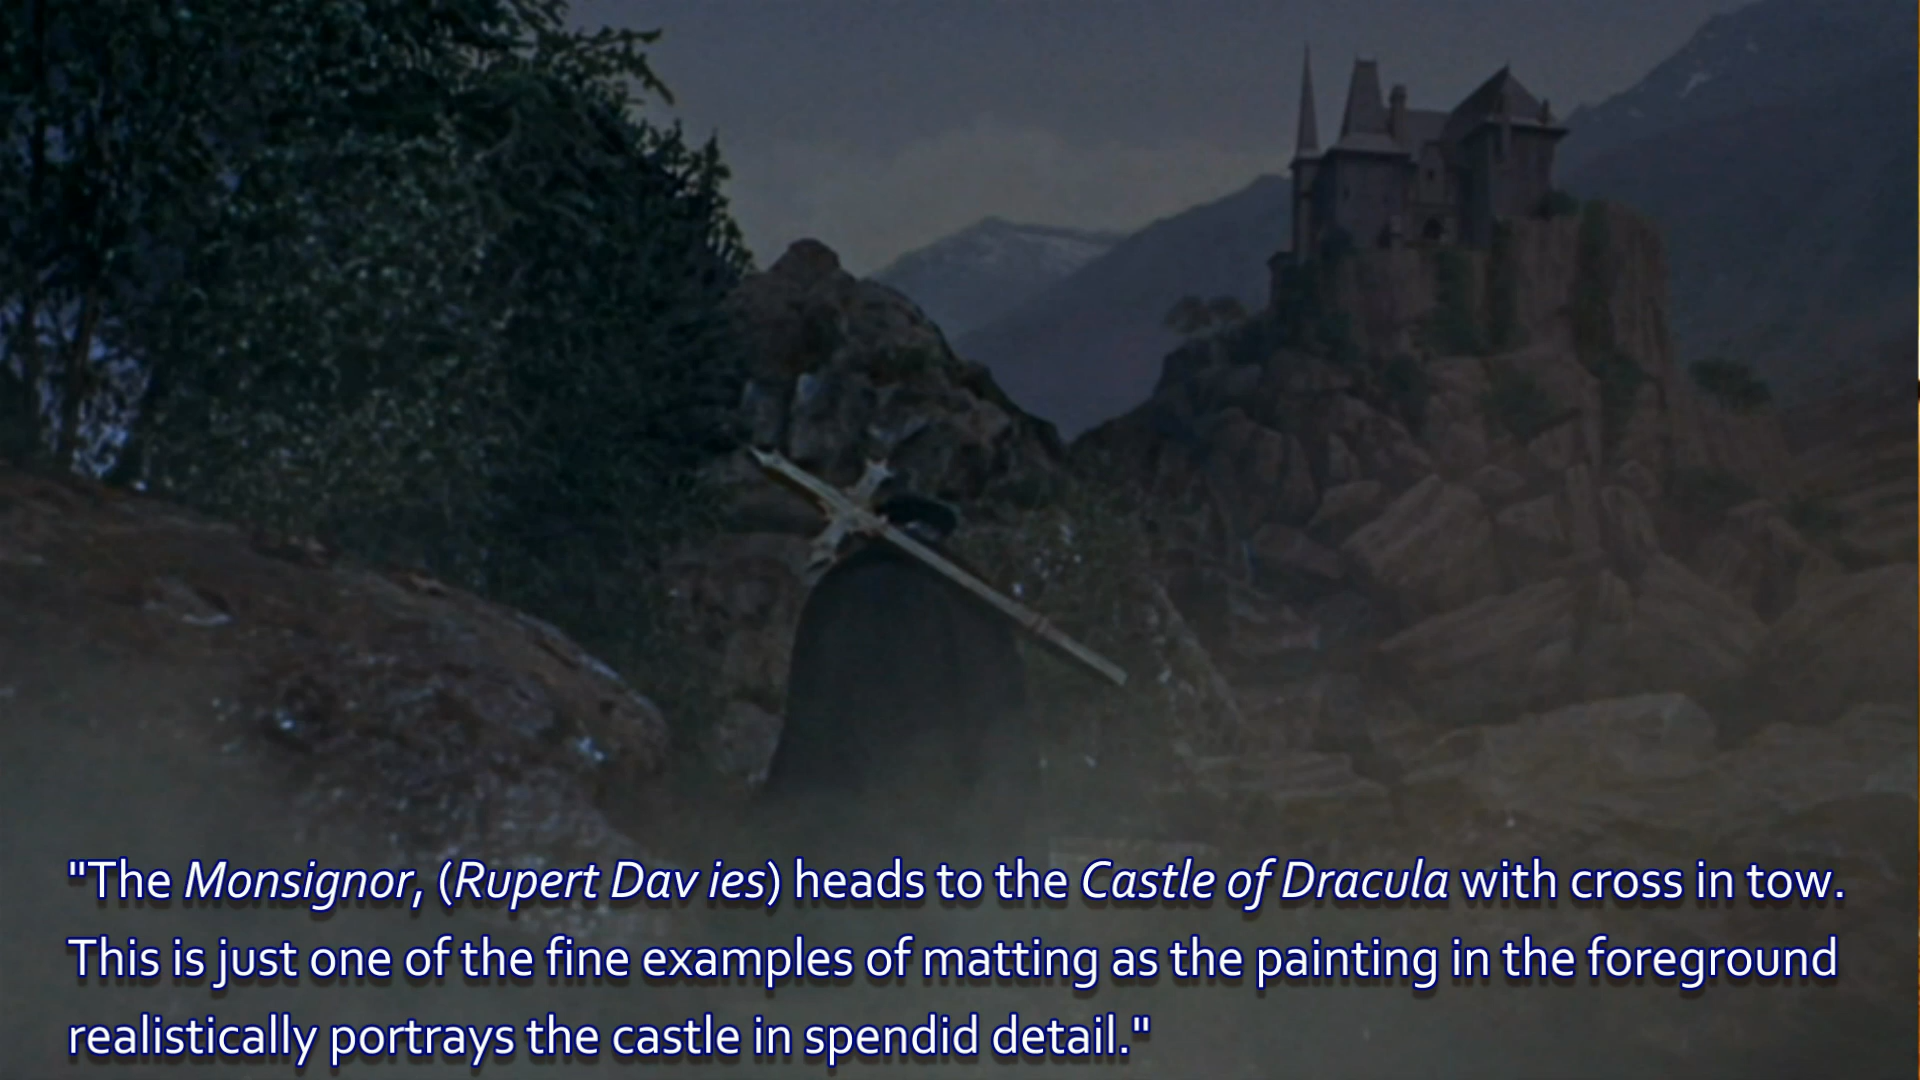 "The Monsignor, (Rupert Dav ies) heads to the Castle of Dracula with cross in tow.
This is just one of the fine examples of matting as the painting in the foreground
realistically portrays the castle in spendid detail."